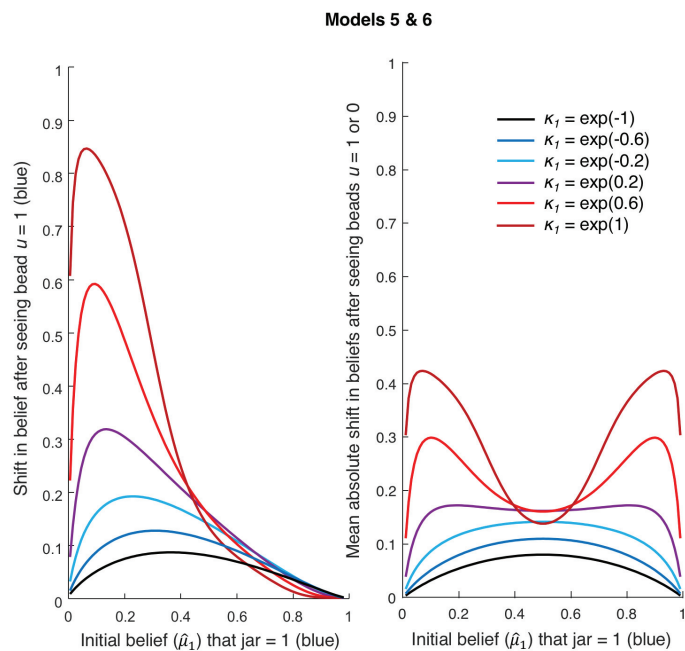 Models 5 & 6
Shift in belief after seeing bead u = 1 (blue)
1
0.9
0.8
0.7
0.6
0.5
0.4
0.3
0.2
0.1
0
0 0.2 0.4 0.6 0.8 1
Initial belief (μ̂₁) that jar = 1 (blue)
Mean absolute shift in beliefs after seeing beads u = 1 or 0
1
0.9
0.8
0.7
0.6
0.5
0.4
0.3
0.2
0.1
0
κ₁ = exp(-1)
κ₁ = exp(-0.6)
κ₁ = exp(-0.2)
κ₁ = exp(0.2)
κ₁ = exp(0.6)
κ₁ = exp(1)
0 0.2 0.4 0.6 0.8 1
Initial belief (μ̂₁) that jar = 1 (blue)